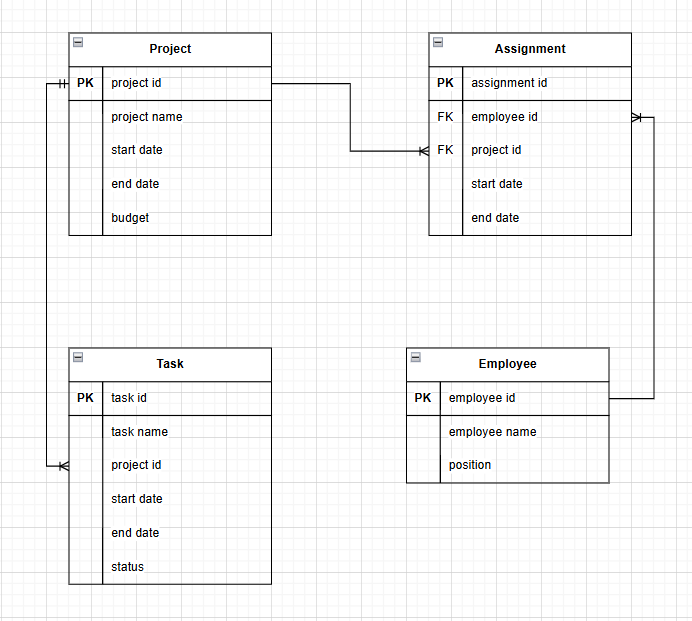 Project
PK project id
project name
start date
end date
budget
Assignment
PK assignment id
FK employee id
FK project id
start date
end date
Task
PK task id
task name
project id
start date
end date
status
Employee
PK employee id
employee name
position